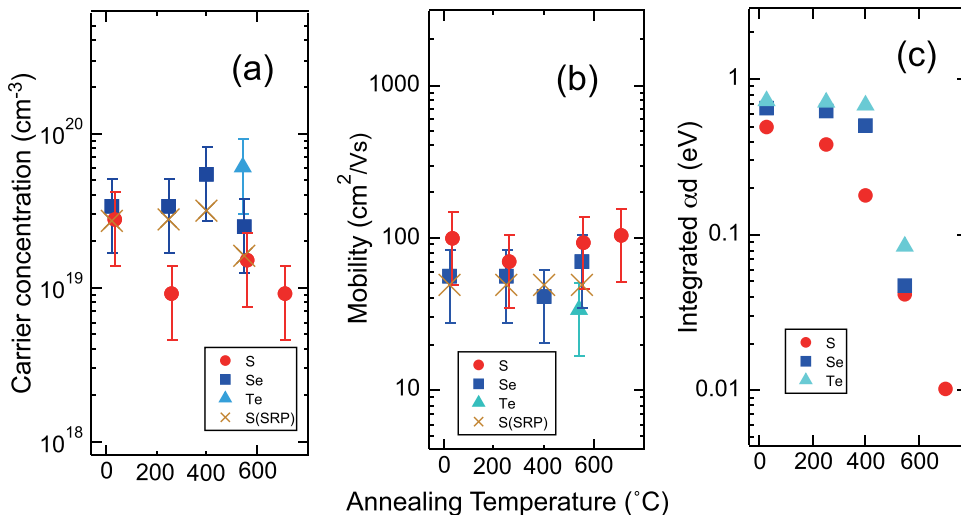 (a)
Carrier concentration (cm-3)
10^20
10^19
10^18
0
200
400
600
S
Se
Te
S(SRP)
(b)
Mobility (cm^2/Vs)
1000
100
10
0
200
400
600
S
Se
Te
S(SRP)
(c)
Integrated αd (eV)
1
0.1
0.01
0
200
400
600
S
Se
Te
Annealing Temperature (˚C)